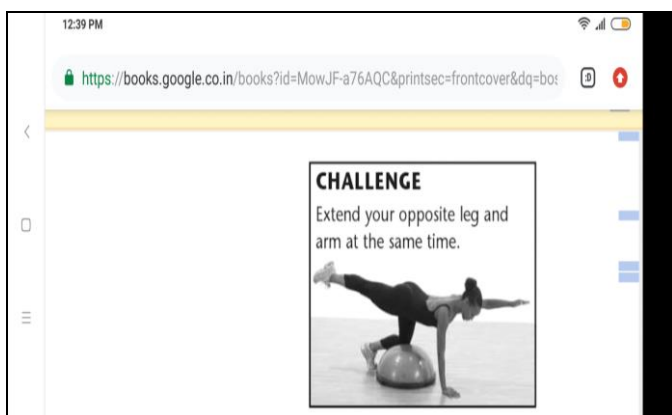 12:39 PM
https://books.google.co.in/books?id=MowJF-a76AQC&printsec=frontcover&dq=bos
:D
CHALLENGE
Extend your opposite leg and
arm at the same time.